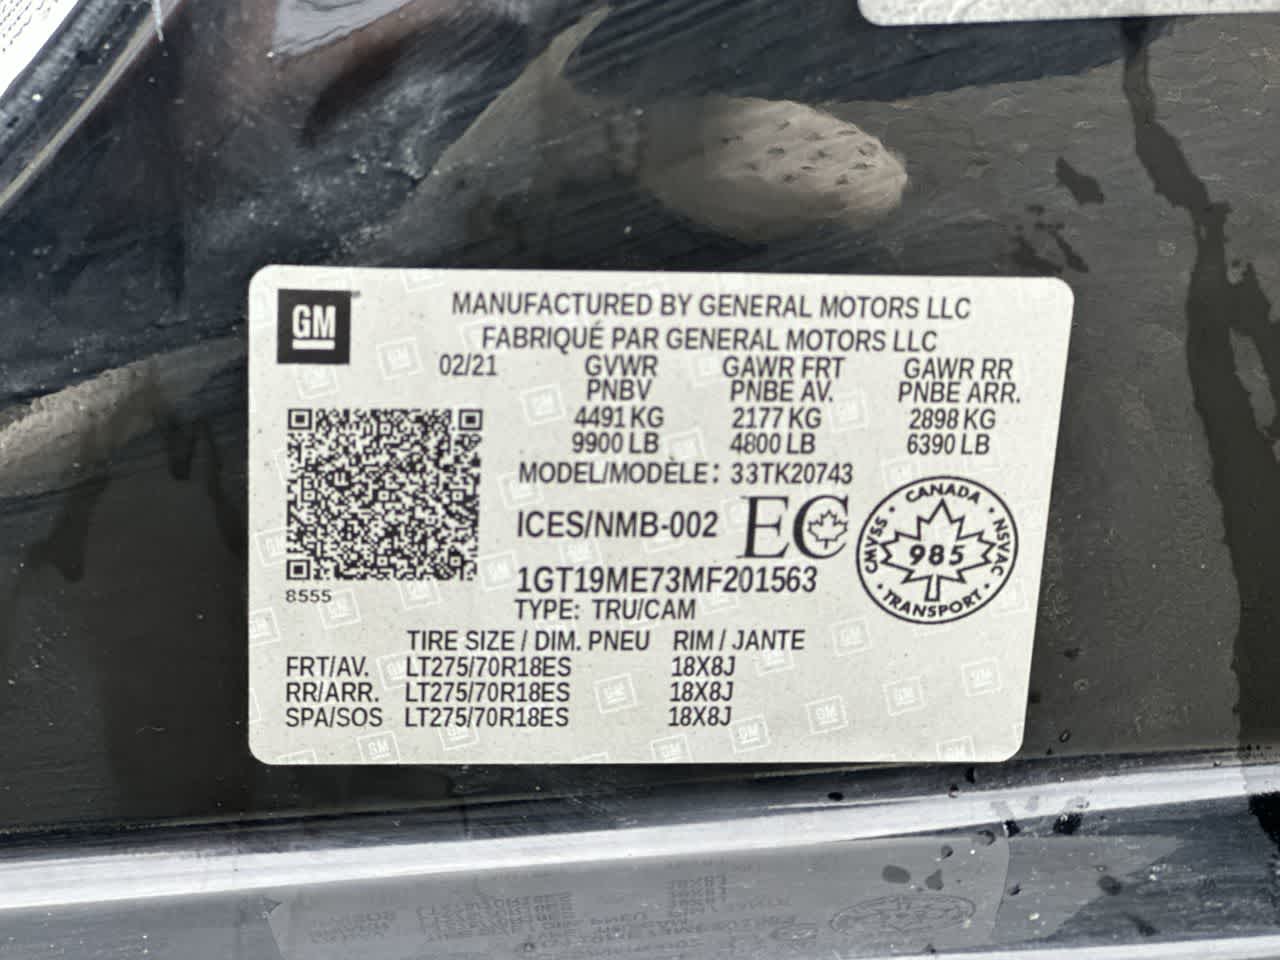 GM
MANUFACTURED BY GENERAL MOTORS LLC
FABRIQUÉ PAR GENERAL MOTORS LLC
02/21 GVWR GAWR FRT GAWR RR
PNBV PNBE AV. PNBE ARR.
4491 KG 2177 KG 2898 KG
9900 LB 4800 LB 6390 LB
MODEL/MODÈLE: 33TK20743
ICES/NMB-002 EC
CANADA
CMVSS NSVAC
985
TRANSPORT
1GT19ME73MF201563
8555
TYPE: TRU/CAM
TIRE SIZE / DIM. PNEU RIM / JANTE
FRT/AV. LT275/70R18ES 18X8J
RR/ARR. LT275/70R18ES 18X8J
SPA/SOS LT275/70R18ES 18X8J